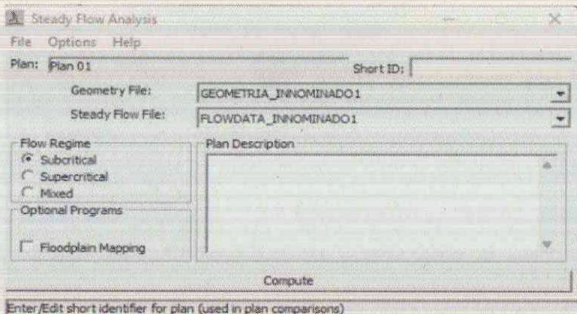 Steady Flow Analysis
File Options Help
Plan: Plan 01 Short ID:
Geometry File: GEOMETRIA_INNOMINADO1
Steady Flow File: FLOWDATA_INNOMINADO1
Flow Regime
Subcritical
Supercritical
Mixed
Optional Programs
Floodplain Mapping
Plan Description
Compute
Enter/Edit short identifier for plan (used in plan comparisons)